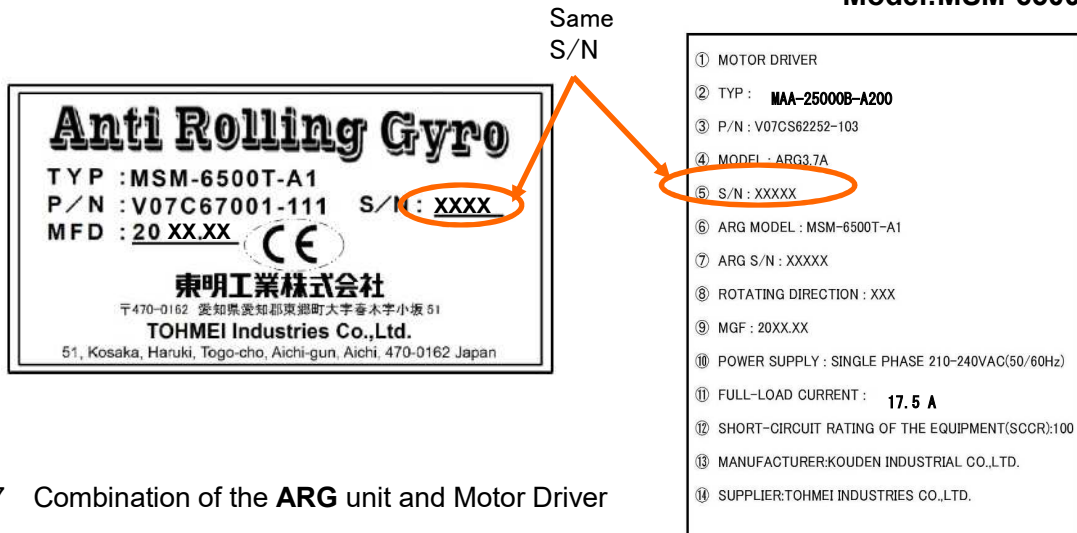 Same
S/N
Anti Rolling Gyro
TYP :MSM-6500T-A1
P/N :V07C67001-111 S/N: XXXX
MFD :20 XX.XX CE
東明工業株式会社
〒470-0162 愛知県愛知郡東郷町大字春木字小坂51
TOHMEI Industries Co.,Ltd.
51, Kosaka, Haruki, Togo-cho, Aichi-gun, Aichi, 470-0162 Japan
① MOTOR DRIVER
② TYP : MAA-25000B-A200
③ P/N : V07CS62252-103
④ MODEL : ARG3.7A
⑤ S/N : XXXXX
⑥ ARG MODEL : MSM-6500T-A1
⑦ ARG S/N : XXXXX
⑧ ROTATING DIRECTION : XXX
⑨ MGF : 20XX.XX
⑩ POWER SUPPLY : SINGLE PHASE 210-240VAC(50/60Hz)
⑪ FULL-LOAD CURRENT : 17.5 A
⑫ SHORT-CIRCUIT RATING OF THE EQUIPMENT(SCCR):100
⑬ MANUFACTURER:KOUDEN INDUSTRIAL CO.,LTD.
⑭ SUPPLIER:TOHMEI INDUSTRIES CO.,LTD.
Combination of the ARG unit and Motor Driver